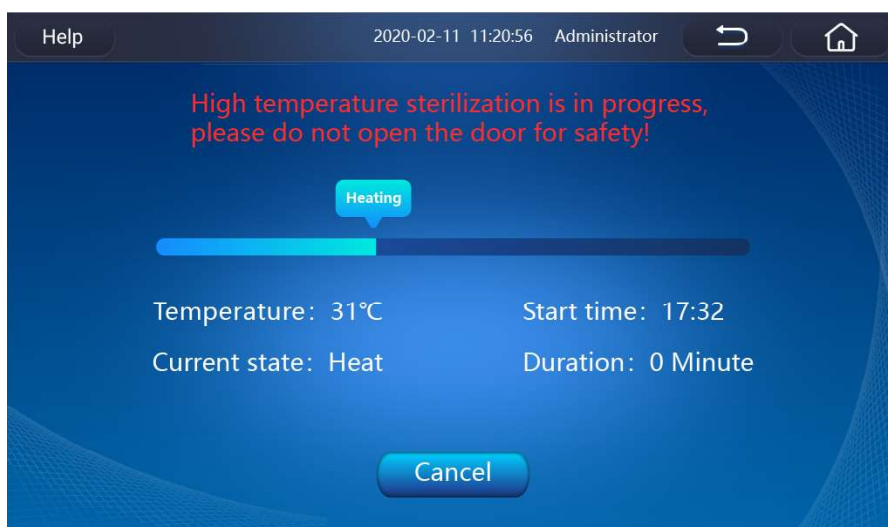 Help 2020-02-11 11:20:56 Administrator
High temperature sterilization is in progress,
please do not open the door for safety!
Heating
Temperature: 31℃ Start time: 17:32
Current state: Heat Duration: 0 Minute
Cancel